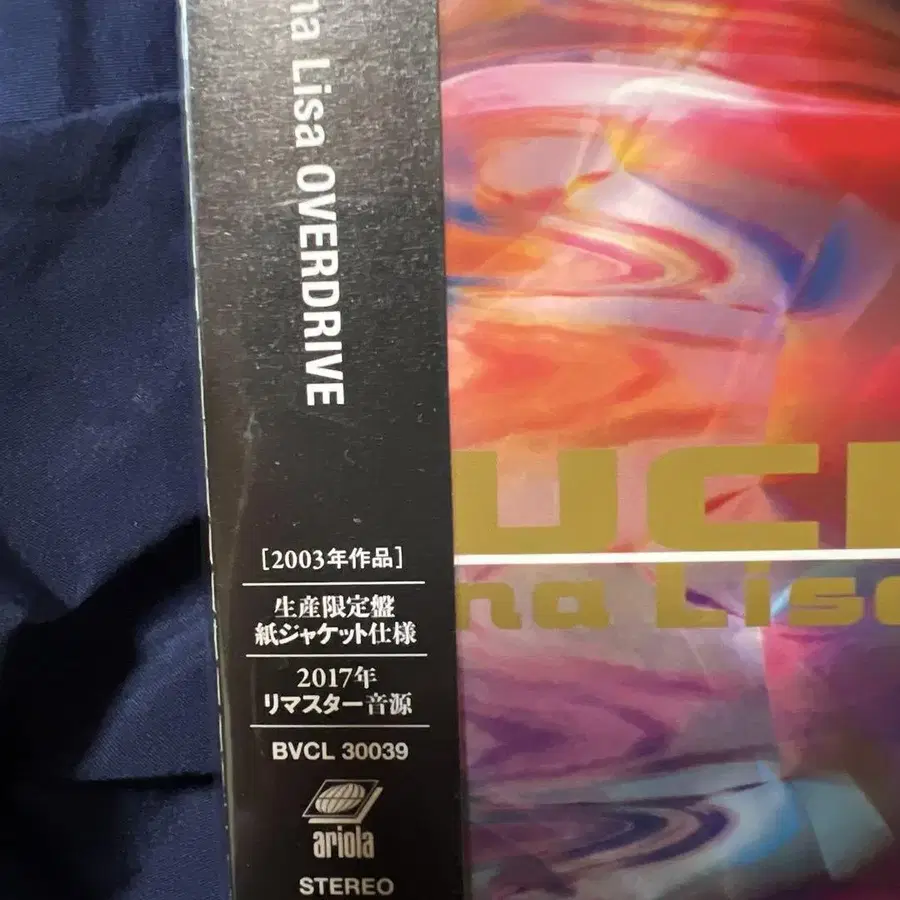 na Lisa OVERDRIVE
[2003年作品]
生産限定盤
紙ジャケット仕様
2017年
リマスター音源
BVCL 30039
ariola
STEREO
UC
na Lisa